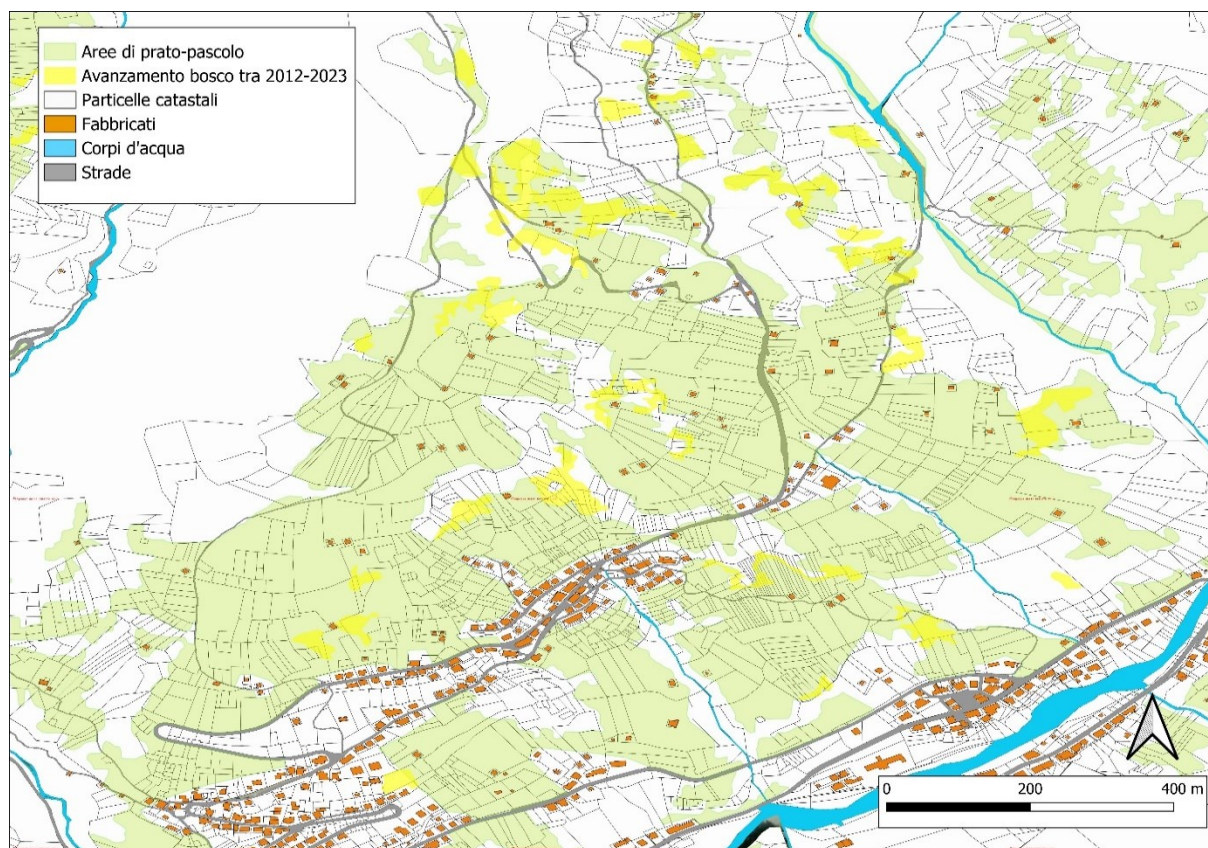 Aree di prato-pascolo
Avanzamento bosco tra 2012-2023
Particelle catastali
Fabbricati
Corpi d'acqua
Strade
0 200 400 m